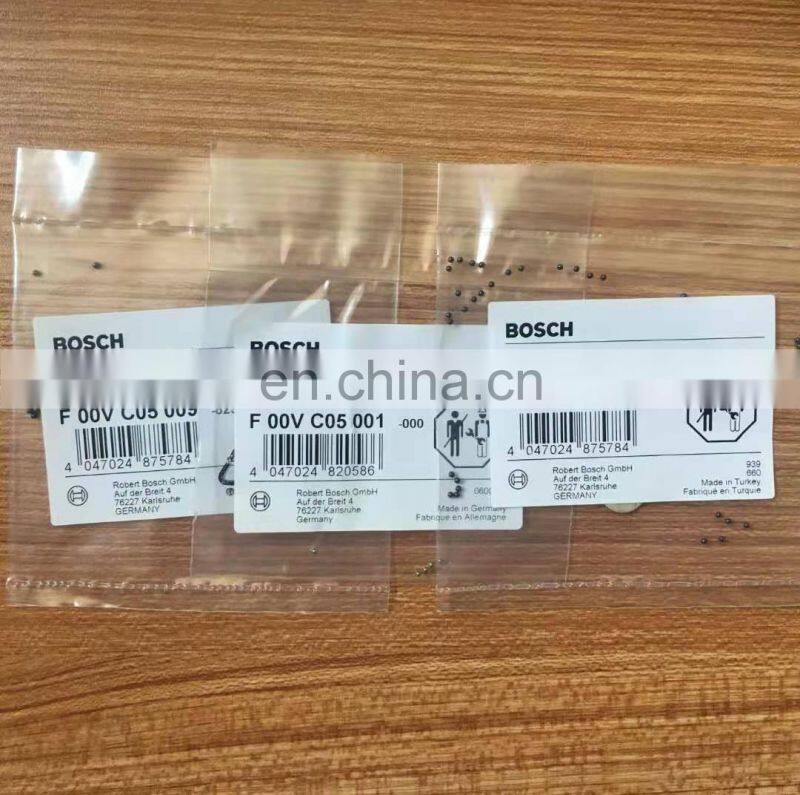 BOSCH
F 00V C05 009
4 047024 875784
Robert Bosch GmbH
Auf der Breit 4
76227 Karlsruhe
GERMANY
BOSCH
F 00V C05 001 -000
4 047024 820586
Robert Bosch GmbH
Auf der Breit 4
76227 Karlsruhe
Germany
0600
Made in Germany
Fabriqué en Allemagne
BOSCH
4 047024 875784
Robert Bosch GmbH
Auf der Breit 4
76227 Karlsruhe
GERMANY
939
660
Made in Turkey
Fabriqué en Turquie
en.china.cn